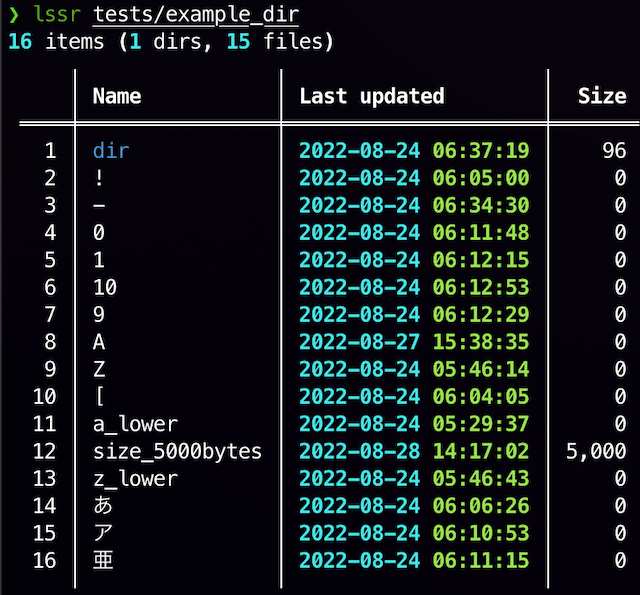 ❯ lssr tests/example_dir
16 items (1 dirs, 15 files)
Name Last updated Size
1 dir 2022-08-24 06:37:19 96
2 ! 2022-08-24 06:05:00 0
3 - 2022-08-24 06:34:30 0
4 0 2022-08-24 06:11:48 0
5 1 2022-08-24 06:12:15 0
6 10 2022-08-24 06:12:53 0
7 9 2022-08-24 06:12:29 0
8 A 2022-08-27 15:38:35 0
9 Z 2022-08-24 05:46:14 0
10 [ 2022-08-24 06:04:05 0
11 a_lower 2022-08-24 05:29:37 0
12 size_5000bytes 2022-08-28 14:17:02 5,000
13 z_lower 2022-08-24 05:46:43 0
14 あ 2022-08-24 06:06:26 0
15 ア 2022-08-24 06:10:53 0
16 亜 2022-08-24 06:11:15 0